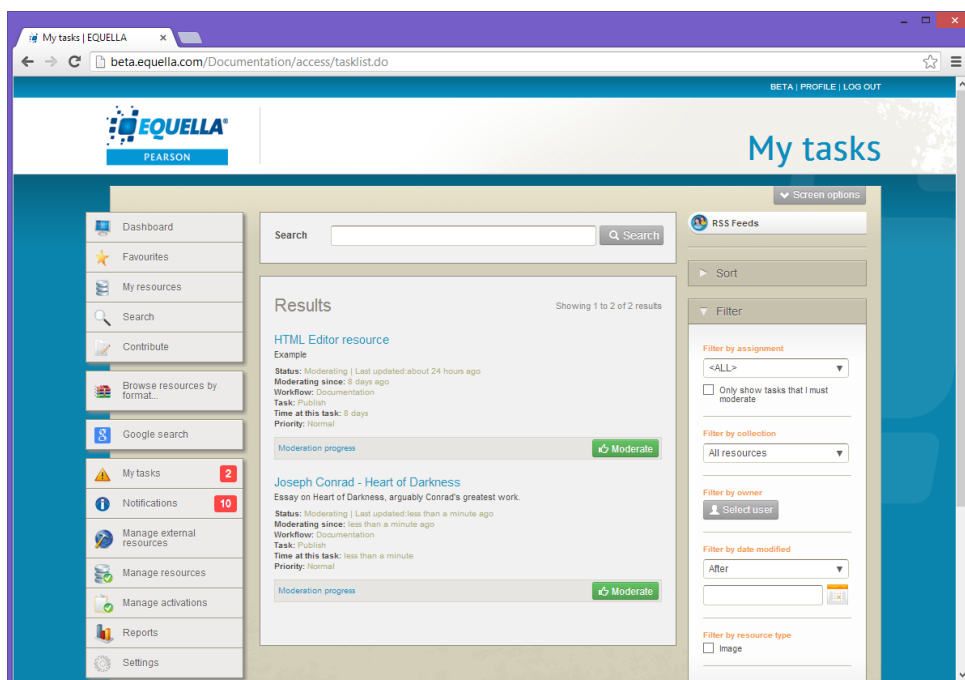 My tasks | EQUELLA
beta.equella.com/Documentation/access/tasklist.do
BETA | PROFILE | LOG OUT
EQUELLA®
PEARSON
My tasks
Screen options
Dashboard
Favourites
My resources
Search
Contribute
Browse resources by
format...
Google search
My tasks 2
Notifications 10
Manage external
resources
Manage resources
Manage activations
Reports
Settings
Search
Search
Results
Showing 1 to 2 of 2 results
HTML Editor resource
Example
Status: Moderating | Last updated:about 24 hours ago
Moderating since: 8 days ago
Workflow: Documentation
Task: Publish
Time at this task: 8 days
Priority: Normal
Moderation progress
Moderate
Joseph Conrad - Heart of Darkness
Essay on Heart of Darkness, arguably Conrad's greatest work.
Status: Moderating | Last updated:less than a minute ago
Moderating since: less than a minute ago
Workflow: Documentation
Task: Publish
Time at this task: less than a minute
Priority: Normal
Moderation progress
Moderate
RSS Feeds
Sort
Filter
Filter by assignment
<ALL>
Only show tasks that I must
moderate
Filter by collection
All resources
Filter by owner
Select user
Filter by date modified
After
Filter by resource type
Image